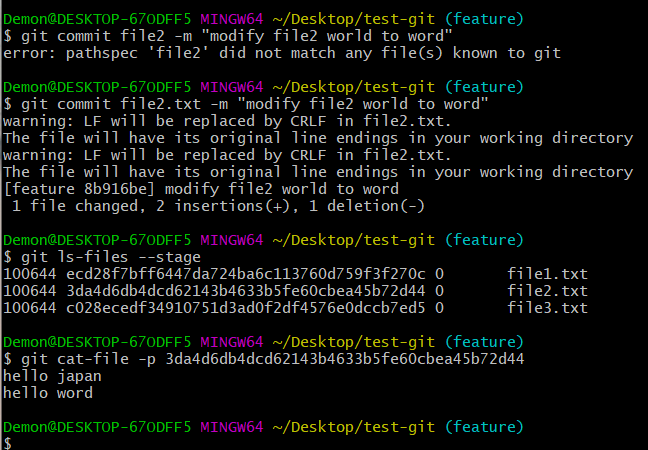 Demon@DESKTOP-67ODFF5 MINGW64 ~/Desktop/test-git (feature)
$ git commit file2 -m "modify file2 world to word"
error: pathspec 'file2' did not match any file(s) known to git
Demon@DESKTOP-67ODFF5 MINGW64 ~/Desktop/test-git (feature)
$ git commit file2.txt -m "modify file2 world to word"
warning: LF will be replaced by CRLF in file2.txt.
The file will have its original line endings in your working directory
warning: LF will be replaced by CRLF in file2.txt.
The file will have its original line endings in your working directory
[feature 8b916be] modify file2 world to word
 1 file changed, 2 insertions(+), 1 deletion(-)
Demon@DESKTOP-67ODFF5 MINGW64 ~/Desktop/test-git (feature)
$ git ls-files --stage
100644 ecd28f7bff6447da724ba6c113760d759f3f270c 0       file1.txt
100644 3da4d6db4dcd62143b4633b5fe60cbea45b72d44 0       file2.txt
100644 c028ecedf34910751d3ad0f2df4576e0dccb7ed5 0       file3.txt
Demon@DESKTOP-67ODFF5 MINGW64 ~/Desktop/test-git (feature)
$ git cat-file -p 3da4d6db4dcd62143b4633b5fe60cbea45b72d44
hello japan
hello word
Demon@DESKTOP-67ODFF5 MINGW64 ~/Desktop/test-git (feature)
$